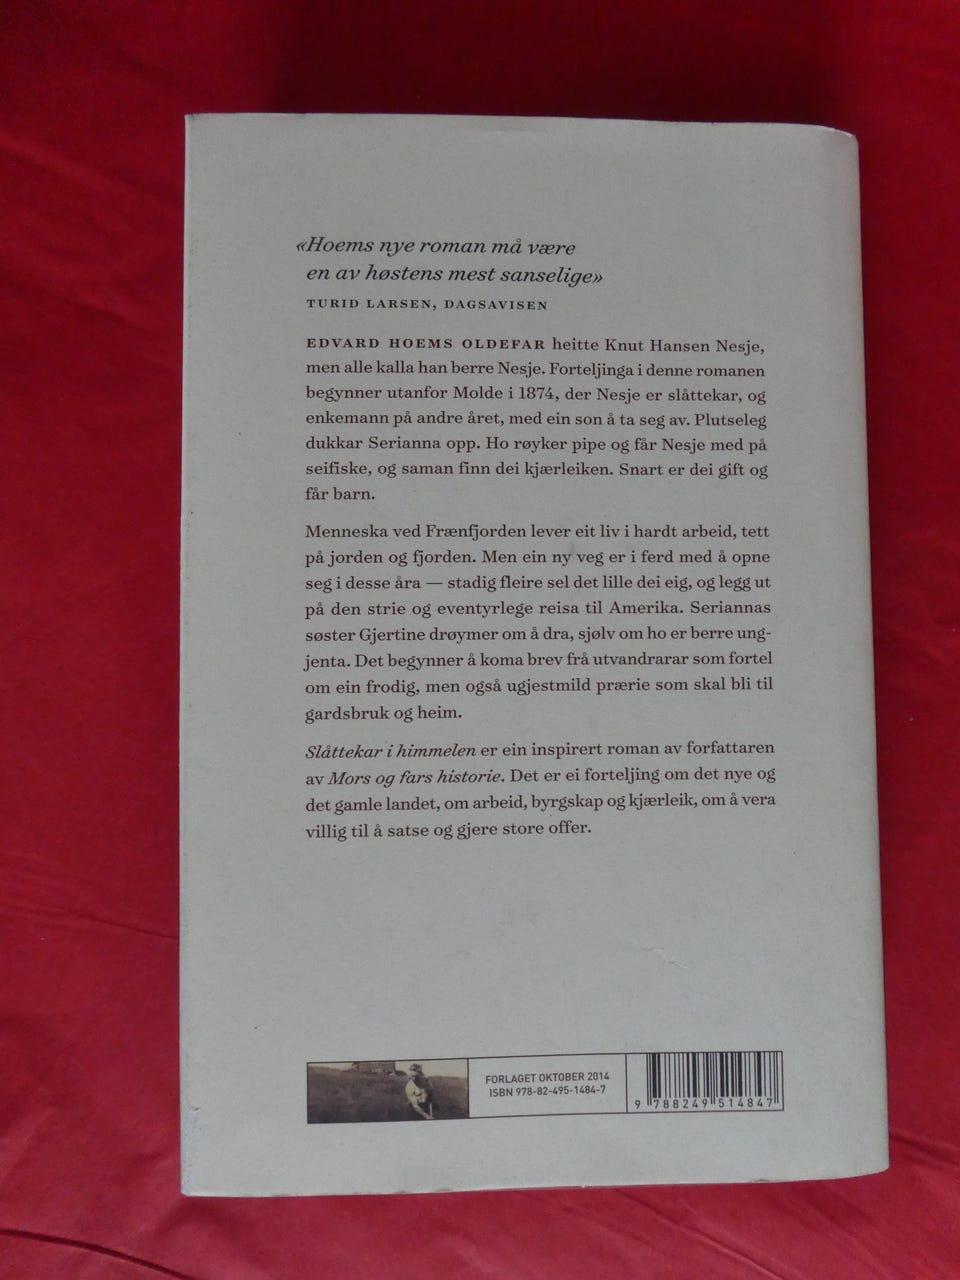 «Hoems nye roman må være
en av høstens mest sanselige»
TURID LARSEN, DAGSAVISEN
EDVARD HOEMS OLDEFAR heitte Knut Hansen Nesje,
men alle kalla han berre Nesje. Forteljinga i denne romanen
begynner utanfor Molde i 1874, der Nesje er slåttekar, og
enkemann på andre året, med ein son å ta seg av. Plutseleg
dukkar Serianna opp. Ho røyker pipe og får Nesje med på
seifiske, og saman finn dei kjærleiken. Snart er dei gift og
får barn.
Menneska ved Frænfjorden lever eit liv i hardt arbeid, tett
på jorden og fjorden. Men ein ny veg er i ferd med å opne
seg i desse åra — stadig fleire sel det lille dei eig, og legg ut
på den strie og eventyrlege reisa til Amerika. Seriannas
søster Gjertine drøymer om å dra, sjølv om ho er berre ung-
jenta. Det begynner å koma brev frå utvandrarar som fortel
om ein frodig, men også ugjestmild prærie som skal bli til
gardsbruk og heim.
Slåttekar i himmelen er ein inspirert roman av forfattaren
av Mors og fars historie. Det er ei forteljing om det nye og
det gamle landet, om arbeid, byrgskap og kjærleik, om å vera
villig til å satse og gjere store offer.
FORLAGET OKTOBER 2014
ISBN 978-82-495-1484-7
9 788249 514847